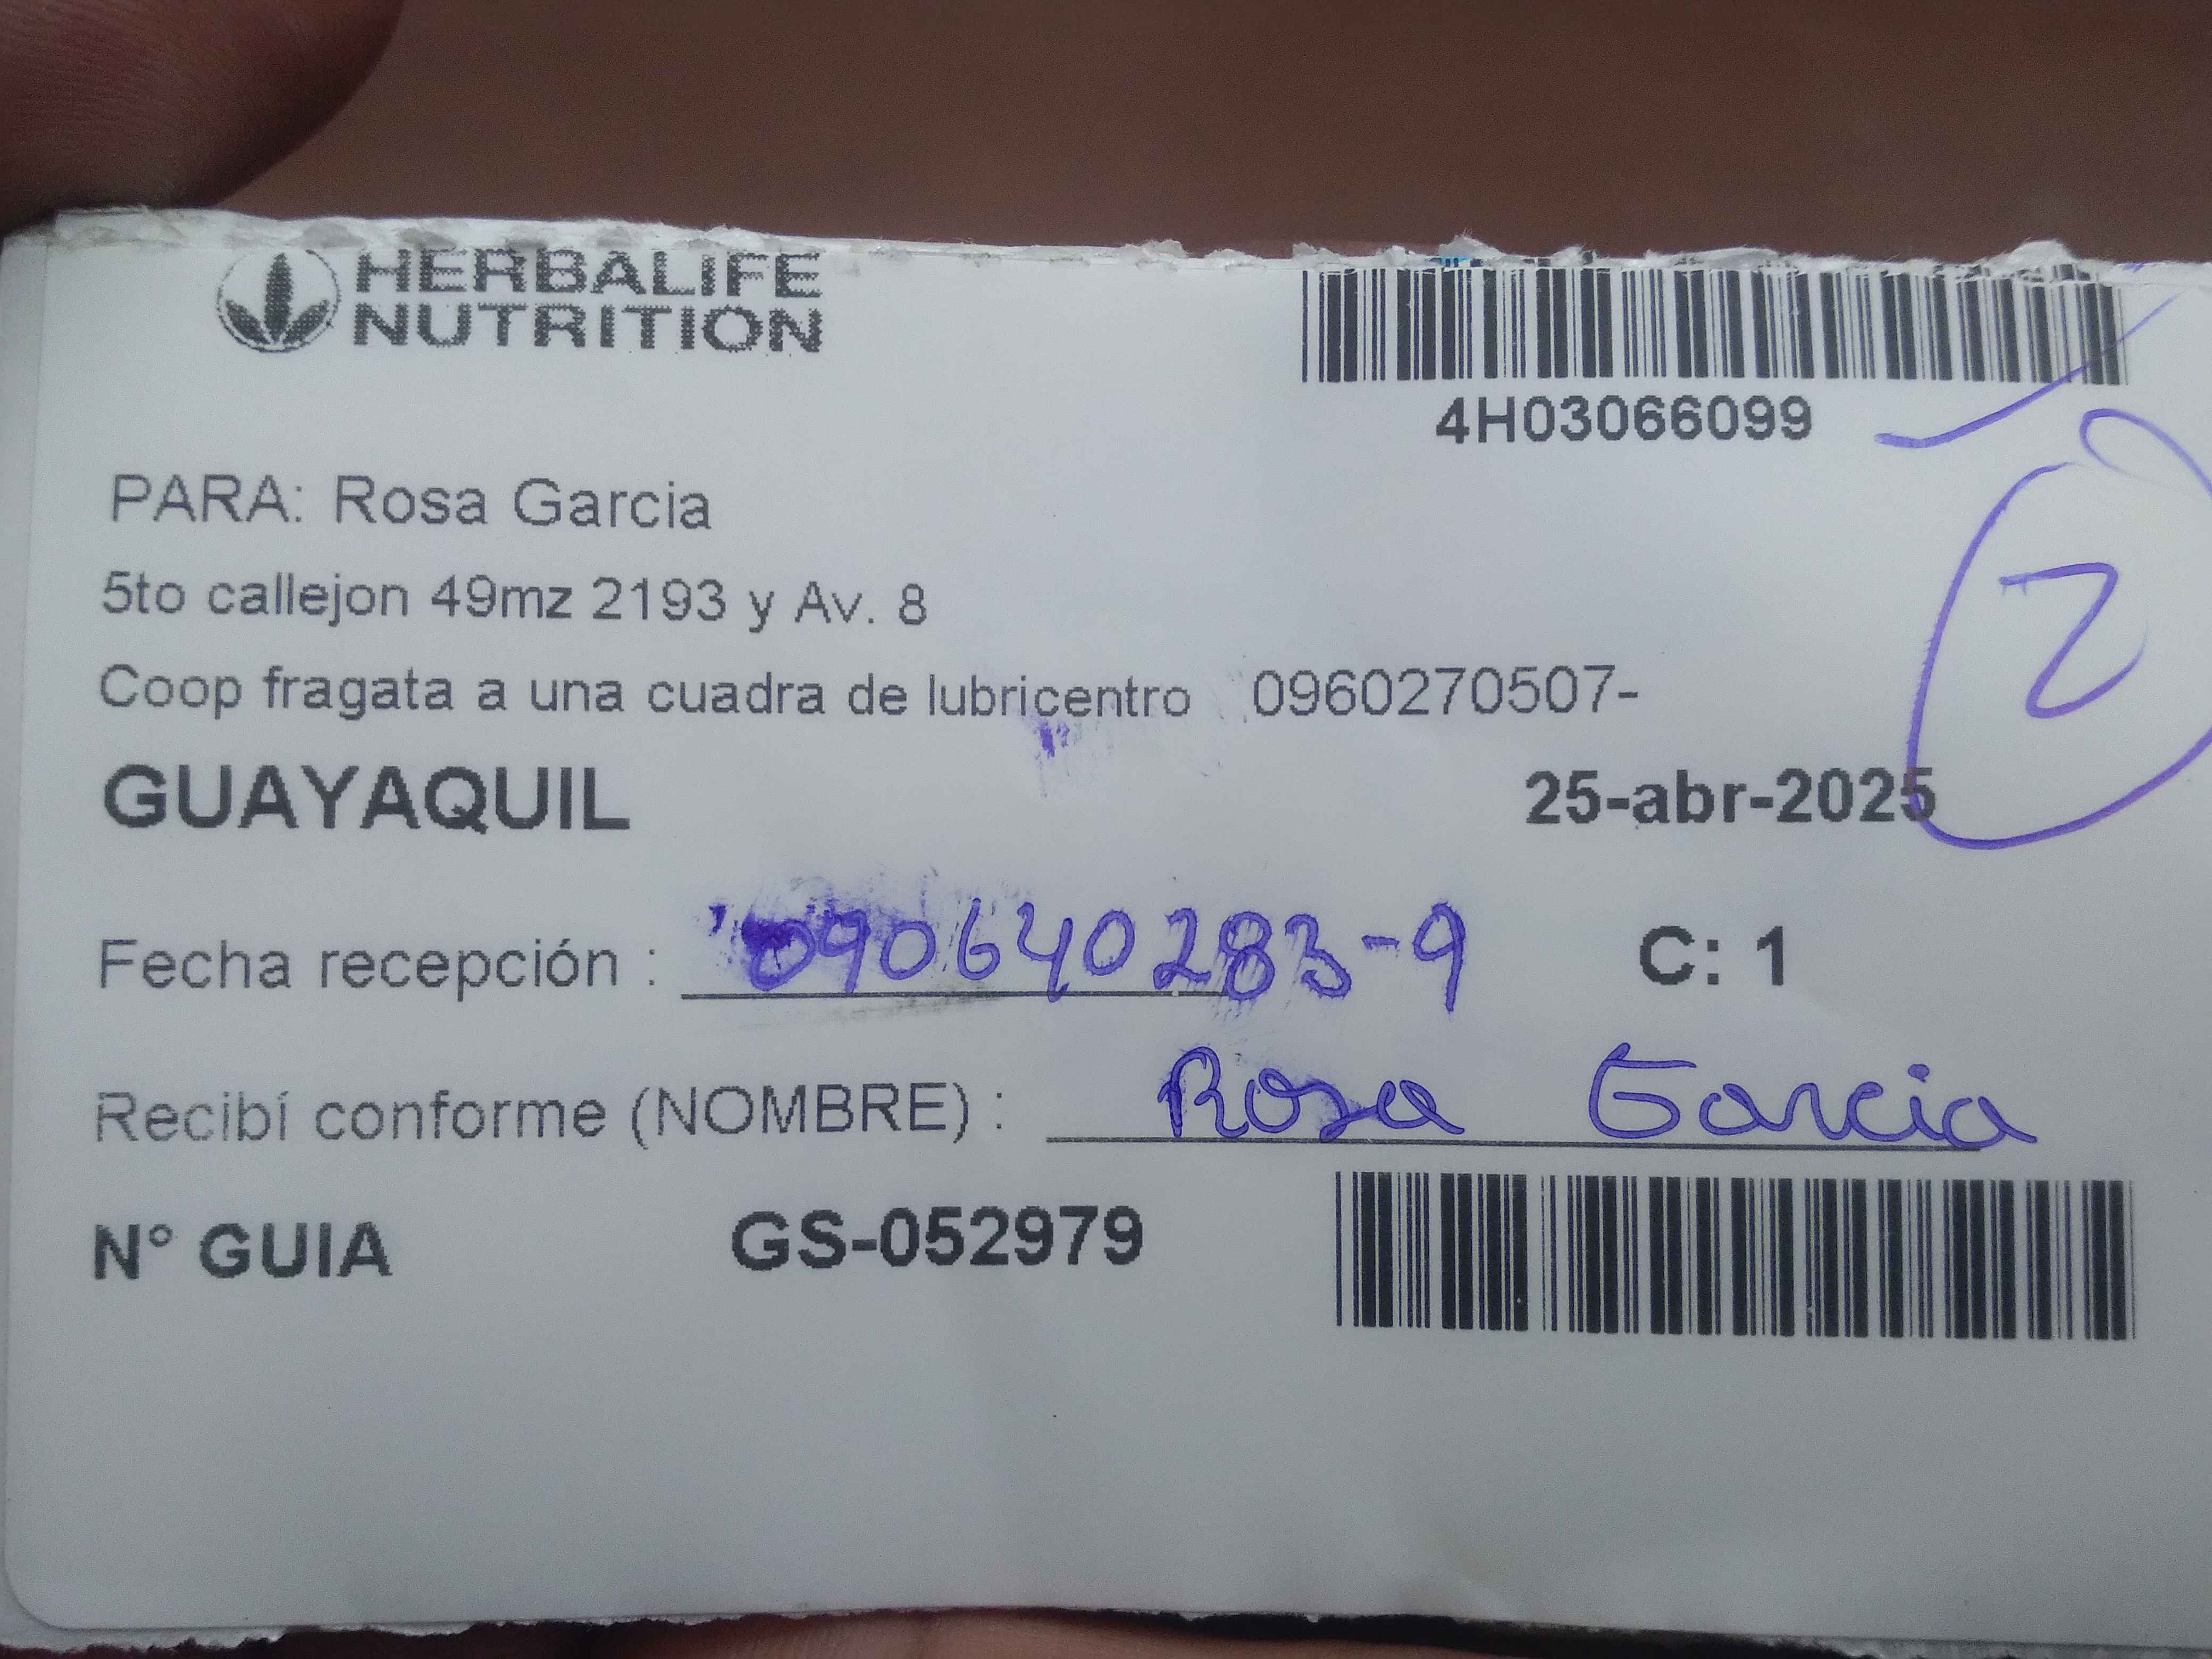 HERBALIFE
NUTRITION
4H03066099
PARA: Rosa Garcia
2
5to callejon 49mz 2193 y Av. 8
Coop fragata a una cuadra de lubricentro 0960270507-
GUAYAQUIL 25-abr-2025
Fecha recepción : 090640283-9 C: 1
Recibí conforme (NOMBRE) : Rosa Garcia
N° GUIA GS-052979